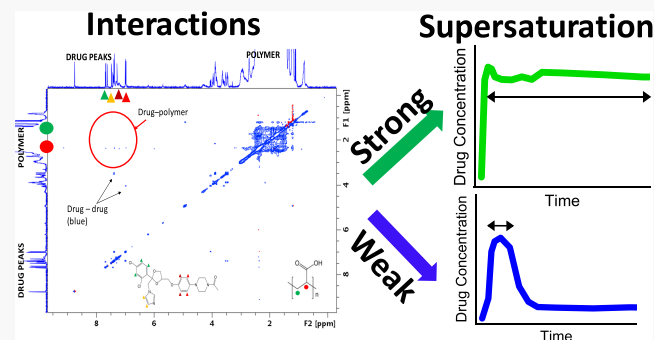 Interactions
Supersaturation
DRUG PEAKS
POLYMER
Drug–polymer
F1 [ppm]
POLYMER
DRUG PEAKS
Drug – drug
(blue)
2
4
6
8
8
6
4
2
F2 [ppm]
OH
O
n
Strong
Weak
Drug Concentration
Time
Drug Concentration
Time